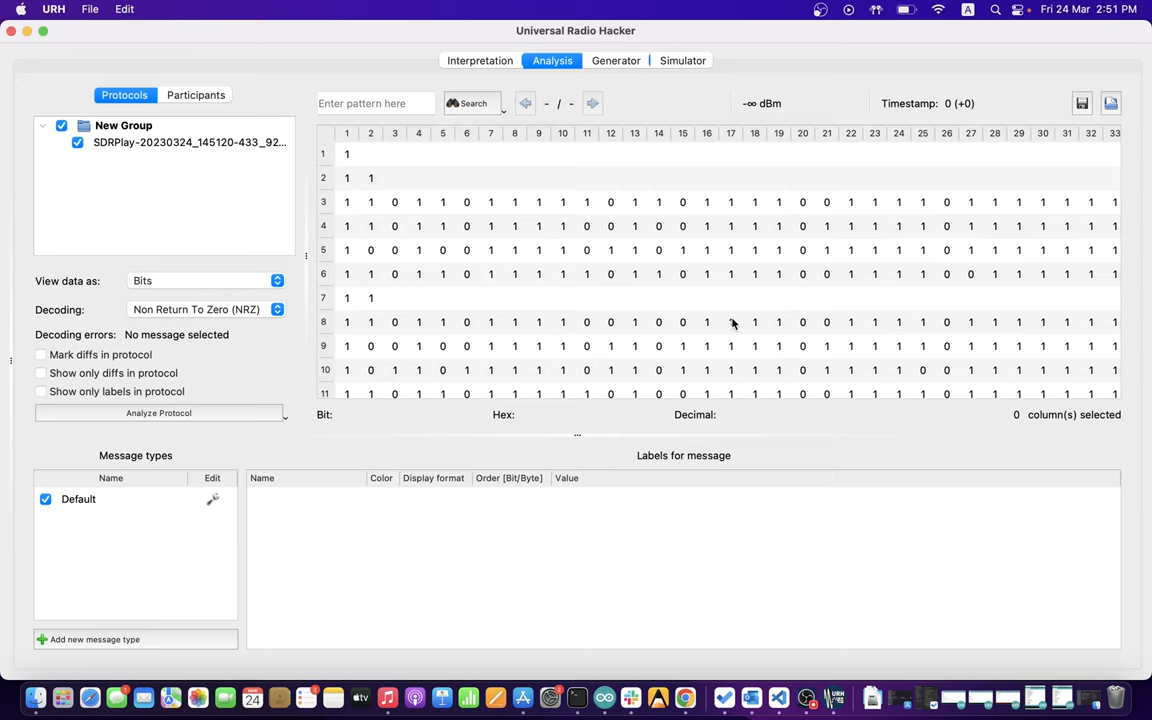 URH File Edit Fri 24 Mar 2:51 PM
Universal Radio Hacker
Interpretation Analysis Generator Simulator
Protocols Participants
Enter pattern here Search - / - -∞ dBm Timestamp: 0 (+0)
New Group
SDRPlay-20230324_145120-433_92...
1 2 3 4 5 6 7 8 9 10 11 12 13 14 15 16 17 18 19 20 21 22 23 24 25 26 27 28 29 30 31 32 33
1 1
2 1 1
3 1 1 0 1 1 0 1 1 1 1 1 0 1 1 0 1 1 1 1 0 0 1 1 1 1 0 1 1 1 1 1 1 1
4 1 1 0 1 1 0 1 1 1 1 0 0 1 0 0 1 1 1 1 0 0 1 1 1 1 0 1 1 1 1 1 1 1
5 1 0 0 1 0 0 1 1 1 1 0 1 1 0 1 1 1 1 0 0 1 1 1 1 0 1 1 1 1 1 1 1 1
6 1 1 0 1 1 0 1 1 1 1 0 1 1 0 1 1 1 1 0 0 1 1 1 1 0 0 1 1 1 1 1 1
7 1 1
8 1 1 0 1 1 0 1 1 1 1 0 0 1 0 0 1 1 1 0 0 1 1 1 1 0 1 1 1 1 1 1 1
9 1 0 0 1 0 0 1 1 1 1 0 1 1 0 1 1 1 1 0 0 1 1 1 1 0 1 1 1 1 1 1 1 1
10 1 0 1 1 0 1 1 1 1 1 0 1 1 0 1 1 1 1 1 1 1 1 1 1 0 0 1 1 1 1 1 1 1
11 1 1 0 1 1 0 1 1 1 1 1 0 1 0 0 1 1 1 1 0 0 1 1 1 1 0 1 1 1 1 1 1 1
View data as: Bits
Decoding: Non Return To Zero (NRZ)
Decoding errors: No message selected
Mark diffs in protocol
Show only diffs in protocol
Show only labels in protocol
Analyze Protocol
Bit: Hex: Decimal: 0 column(s) selected
Message types
Labels for message
Name Edit
Name Color Display format Order [Bit/Byte] Value
Default
Add new message type